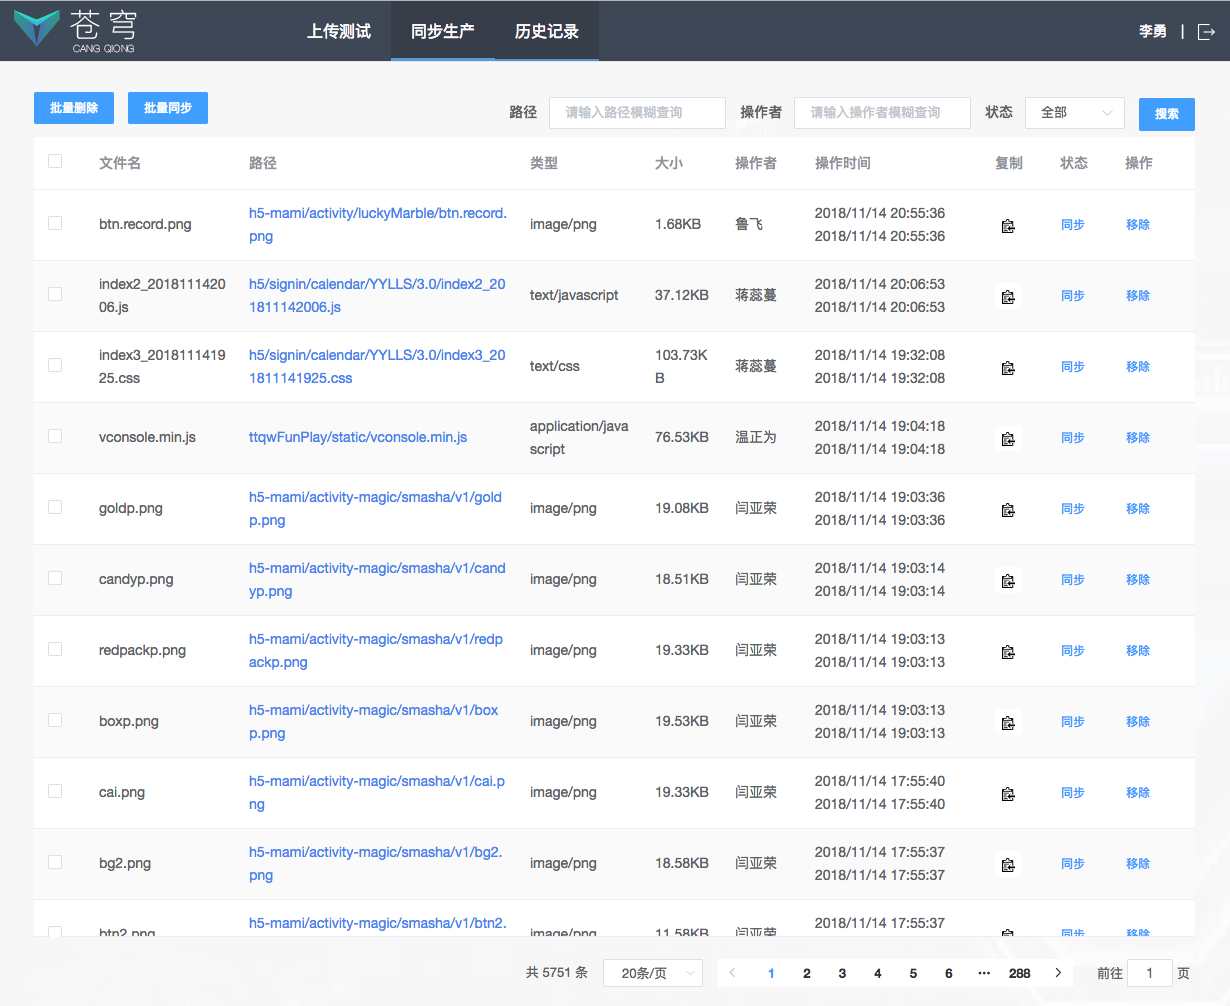 苍穹
CANG QIONG
上传测试 同步生产 历史记录
李勇 |
批量删除 批量同步 路径 请输入路径模糊查询 操作者 请输入操作者模糊查询 状态 全部 搜索
文件名 路径 类型 大小 操作者 操作时间 复制 状态 操作
btn.record.png h5-mami/activity/luckyMarble/btn.record. image/png 1.68KB 鲁飞 2018/11/14 20:55:36 同步 移除
png 2018/11/14 20:55:36
index2_2018111420 h5/signin/calendar/YYLLS/3.0/index2_20 text/javascript 37.12KB 蒋蕊蔓 2018/11/14 20:06:53 同步 移除
06.js 1811142006.js 2018/11/14 20:06:53
index3_2018111419 h5/signin/calendar/YYLLS/3.0/index3_20 text/css 103.73K 蒋蕊蔓 2018/11/14 19:32:08 同步 移除
25.css 1811141925.css B 2018/11/14 19:32:08
vconsole.min.js ttqwFunPlay/static/vconsole.min.js application/java 76.53KB 温正为 2018/11/14 19:04:18 同步 移除
script 2018/11/14 19:04:18
goldp.png h5-mami/activity-magic/smasha/v1/gold image/png 19.08KB 闫亚荣 2018/11/14 19:03:36 同步 移除
p.png 2018/11/14 19:03:36
candyp.png h5-mami/activity-magic/smasha/v1/cand image/png 18.51KB 闫亚荣 2018/11/14 19:03:14 同步 移除
yp.png 2018/11/14 19:03:14
redpackp.png h5-mami/activity-magic/smasha/v1/redp image/png 19.33KB 闫亚荣 2018/11/14 19:03:13 同步 移除
ackp.png 2018/11/14 19:03:13
boxp.png h5-mami/activity-magic/smasha/v1/box image/png 19.53KB 闫亚荣 2018/11/14 19:03:13 同步 移除
p.png 2018/11/14 19:03:13
cai.png h5-mami/activity-magic/smasha/v1/cai.p image/png 19.33KB 闫亚荣 2018/11/14 17:55:40 同步 移除
ng 2018/11/14 17:55:40
bg2.png h5-mami/activity-magic/smasha/v1/bg2. image/png 18.58KB 闫亚荣 2018/11/14 17:55:37 同步 移除
png 2018/11/14 17:55:37
btn2.png h5-mami/activity-magic/smasha/v1/btn2. image/png 11.58KB 闫亚荣 2018/11/14 17:55:37 同步 移除
共 5751 条 20条/页 1 2 3 4 5 6 ··· 288 前往 1 页